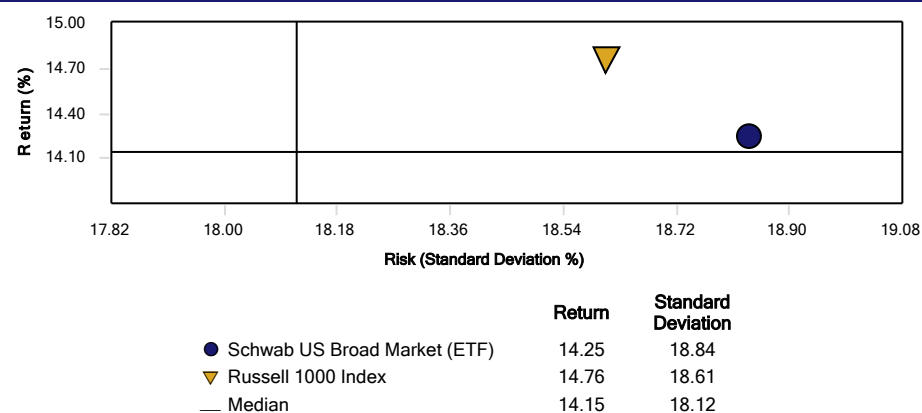 15.00
14.70
14.40
14.10
Return (%)
17.82 18.00 18.18 18.36 18.54 18.72 18.90 19.08
Risk (Standard Deviation %)
Return Standard Deviation
Schwab US Broad Market (ETF) 14.25 18.84
Russell 1000 Index 14.76 18.61
Median 14.15 18.12